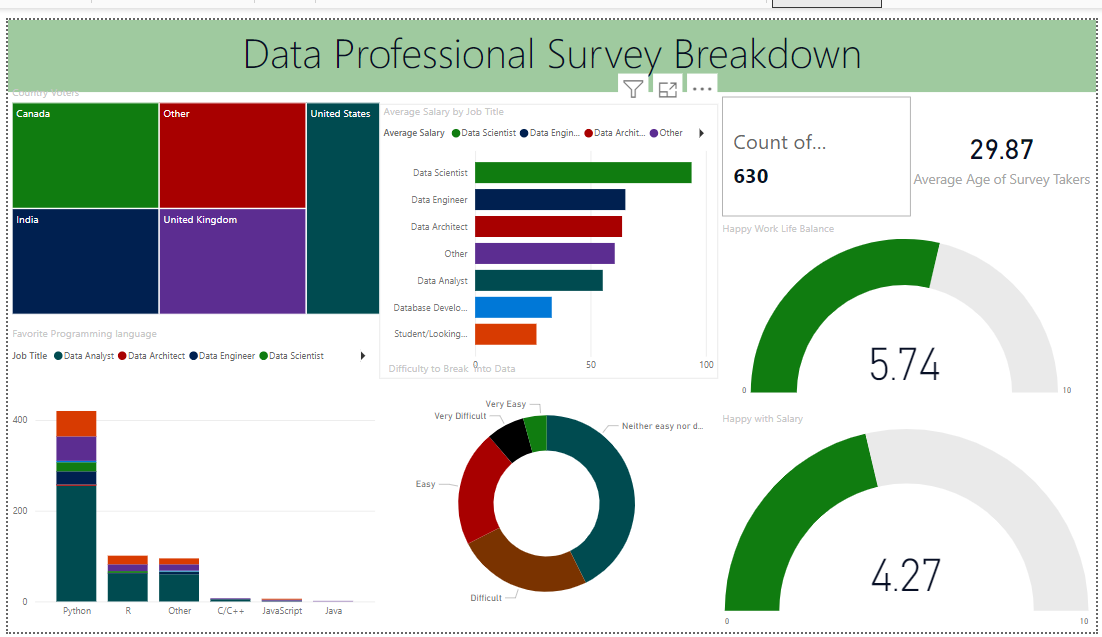 Data Professional Survey Breakdown
Country Voters
Canada
Other
United States
India
United Kingdom
Average Salary by Job Title
Average Salary Data Scientist Data Engin... Data Archit... Other
Data Scientist
Data Engineer
Data Architect
Other
Data Analyst
Database Develo...
Student/Looking...
0 50 100
Count of...
630
29.87
Average Age of Survey Takers
Happy Work Life Balance
5.74
0 10
Favorite Programming language
Job Title Data Analyst Data Architect Data Engineer Data Scientist
400
200
0
Python R Other C/C++ JavaScript Java
Difficulty to Break Into Data
Very Easy
Very Difficult
Neither easy nor d...
Easy
Difficult
Happy with Salary
4.27
0 10